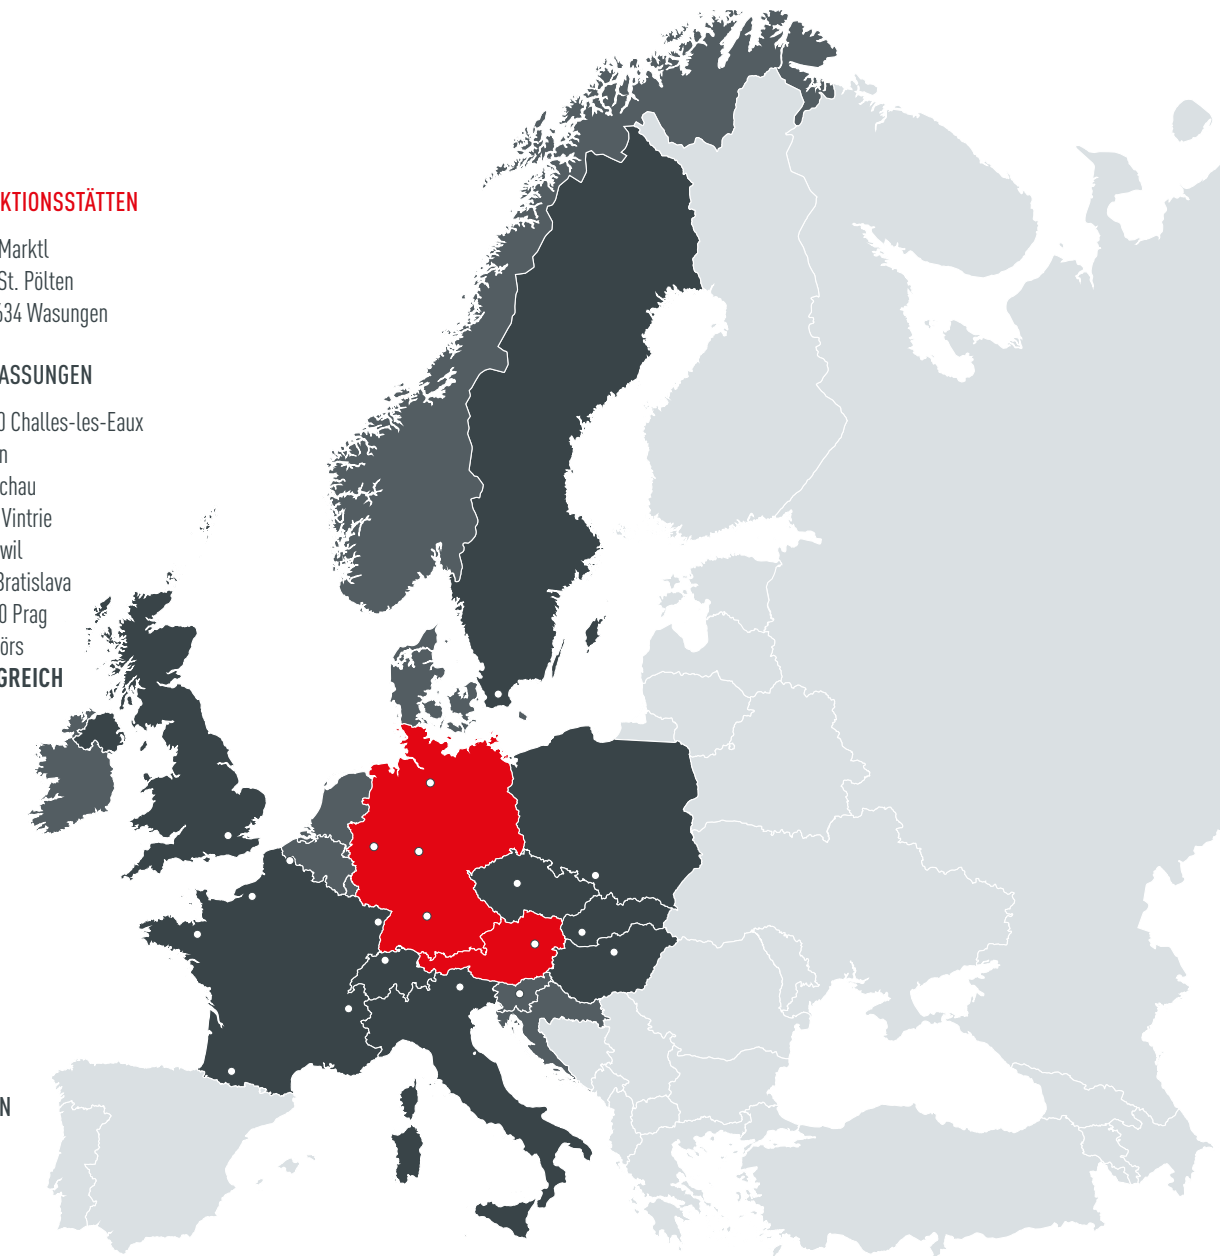 KTIONSSTÄTTEN
Marktl
St. Pölten
634 Wasungen
ASSUNGEN
0 Challes-les-Eaux
n
chau
Vintrie
wil
Bratislava
0 Prag
örs
GREICH
N